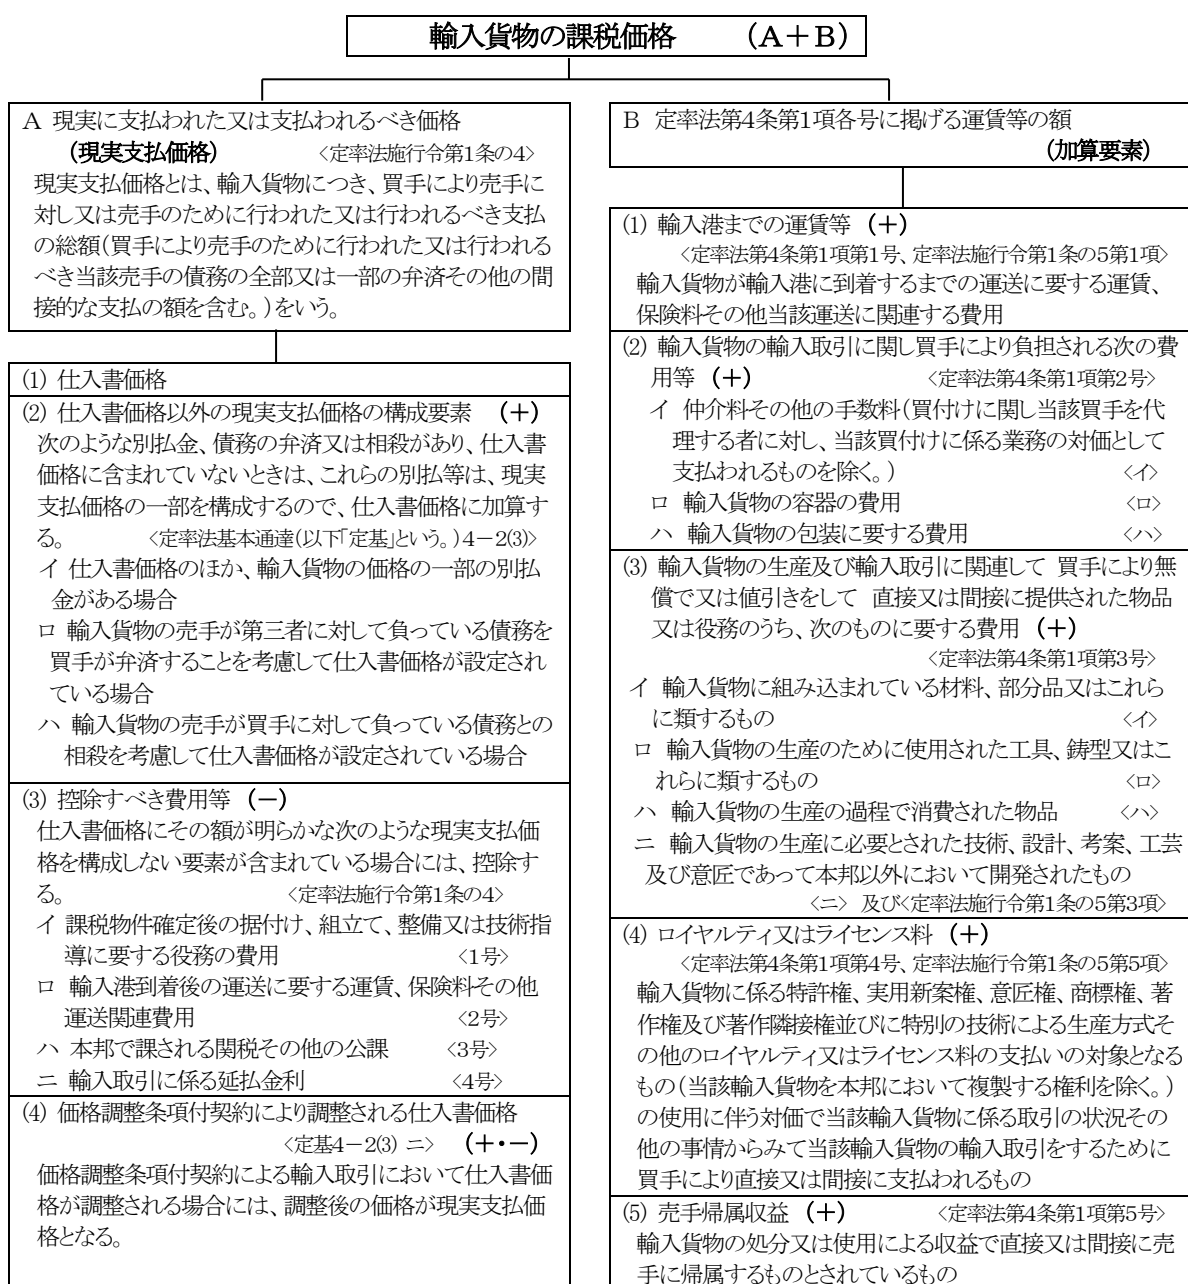 輸入貨物の課税価格　（A＋B）
A 現実に支払われた又は支払われるべき価格
（現実支払価格）　〈定率法施行令第1条の4〉
現実支払価格とは、輸入貨物につき、買手により売手に
対し又は売手のために行われた又は行われるべき支払
の総額（買手により売手のために行われた又は行われる
べき当該売手の債務の全部又は一部の弁済その他の間
接的な支払の額を含む。）をいう。
⑴ 仕入書価格
⑵ 仕入書価格以外の現実支払価格の構成要素　（＋）
次のような別払金、債務の弁済又は相殺があり、仕入書
価格に含まれていないときは、これらの別払等は、現実
支払価格の一部を構成するので、仕入書価格に加算す
る。　〈定率法基本通達（以下「定基」という。）4－2⑶〉
イ 仕入書価格のほか、輸入貨物の価格の一部の別払
金がある場合
ロ 輸入貨物の売手が第三者に対して負っている債務を
買手が弁済することを考慮して仕入書価格が設定され
ている場合
ハ 輸入貨物の売手が買手に対して負っている債務との
相殺を考慮して仕入書価格が設定されている場合
⑶ 控除すべき費用等　（－）
仕入書価格にその額が明らかな次のような現実支払価
格を構成しない要素が含まれている場合には、控除す
る。　〈定率法施行令第1条の4〉
イ 課税物件確定後の据付け、組立て、整備又は技術指
導に要する役務の費用　〈1号〉
ロ 輸入港到着後の運送に要する運賃、保険料その他
運送関連費用　〈2号〉
ハ 本邦で課される関税その他の公課　〈3号〉
ニ 輸入取引に係る延払金利　〈4号〉
⑷ 価格調整条項付契約により調整される仕入書価格
〈定基4－2⑶ ニ〉　（＋・－）
価格調整条項付契約による輸入取引において仕入書価
格が調整される場合には、調整後の価格が現実支払価
格となる。
B 定率法第4条第1項各号に掲げる運賃等の額
（加算要素）
⑴ 輸入港までの運賃等　（＋）
〈定率法第4条第1項第1号、定率法施行令第1条の5第1項〉
輸入貨物が輸入港に到着するまでの運送に要する運賃、
保険料その他当該運送に関連する費用
⑵ 輸入貨物の輸入取引に関し買手により負担される次の費
用等　（＋）　〈定率法第4条第1項第2号〉
イ 仲介料その他の手数料（買付けに関し当該買手を代
理する者に対し、当該買付けに係る業務の対価として
支払われるものを除く。）　〈イ〉
ロ 輸入貨物の容器の費用　〈ロ〉
ハ 輸入貨物の包装に要する費用　〈ハ〉
⑶ 輸入貨物の生産及び輸入取引に関連して 買手により無
償で又は値引きをして 直接又は間接に提供された物品
又は役務のうち、次のものに要する費用　（＋）
〈定率法第4条第1項第3号〉
イ 輸入貨物に組み込まれている材料、部分品又はこれら
に類するもの　〈イ〉
ロ 輸入貨物の生産のために使用された工具、鋳型又はこ
れらに類するもの　〈ロ〉
ハ 輸入貨物の生産の過程で消費された物品　〈ハ〉
ニ 輸入貨物の生産に必要とされた技術、設計、考案、工芸
及び意匠であって本邦以外において開発されたもの
〈ニ〉 及び〈定率法施行令第1条の5第3項〉
⑷ ロイヤルティ又はライセンス料　（＋）
〈定率法第4条第1項第4号、定率法施行令第1条の5第5項〉
輸入貨物に係る特許権、実用新案権、意匠権、商標権、著
作権及び著作隣接権並びに特別の技術による生産方式そ
の他のロイヤルティ又はライセンス料の支払いの対象となる
もの（当該輸入貨物を本邦において複製する権利を除く。）
の使用に伴う対価で当該輸入貨物に係る取引の状況その
他の事情からみて当該輸入貨物の輸入取引をするために
買手により直接又は間接に支払われるもの
⑸ 売手帰属収益　（＋）　〈定率法第4条第1項第5号〉
輸入貨物の処分又は使用による収益で直接又は間接に売
手に帰属するものとされているもの